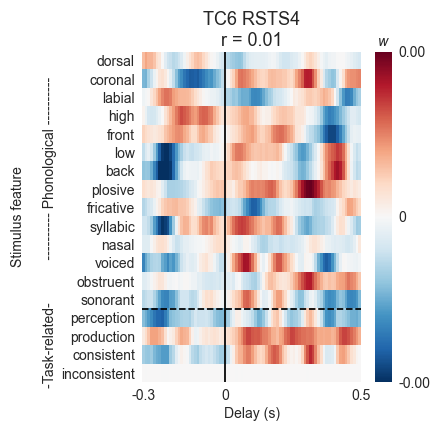 TC6 RSTS4
r = 0.01
w
0.00
0
-0.00
Stimulus feature
-Task-related- ---------- Phonological ----------
dorsal
coronal
labial
high
front
low
back
plosive
fricative
syllabic
nasal
voiced
obstruent
sonorant
perception
production
consistent
inconsistent
-0.3
0
0.5
Delay (s)